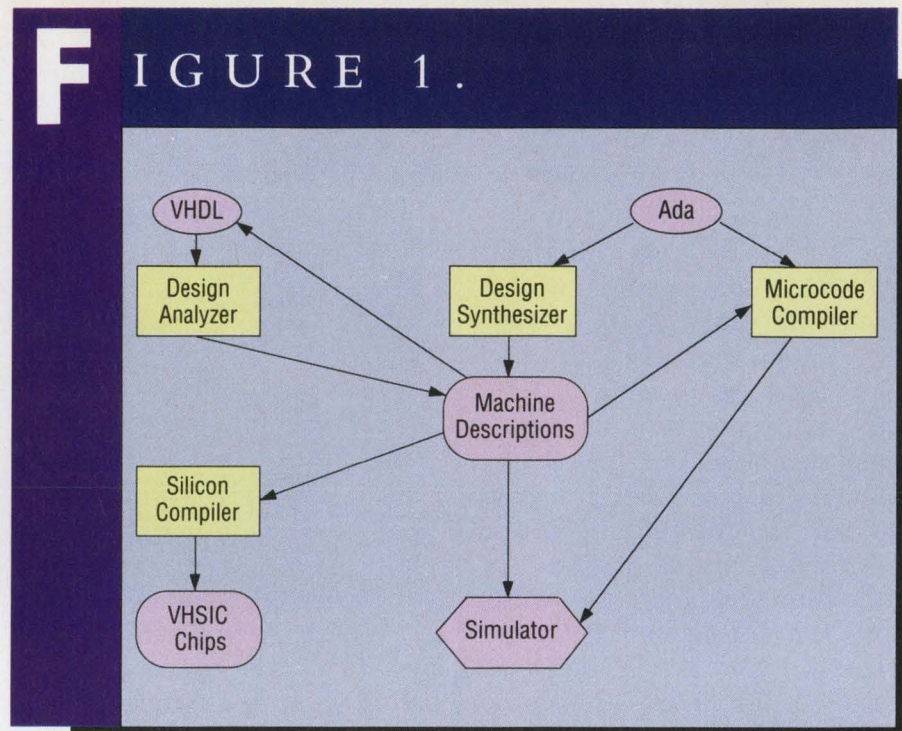 FIGURE 1.
VHDL
Ada
Design
Analyzer
Design
Synthesizer
Microcode
Compiler
Machine
Descriptions
Silicon
Compiler
VHSIC
Chips
Simulator